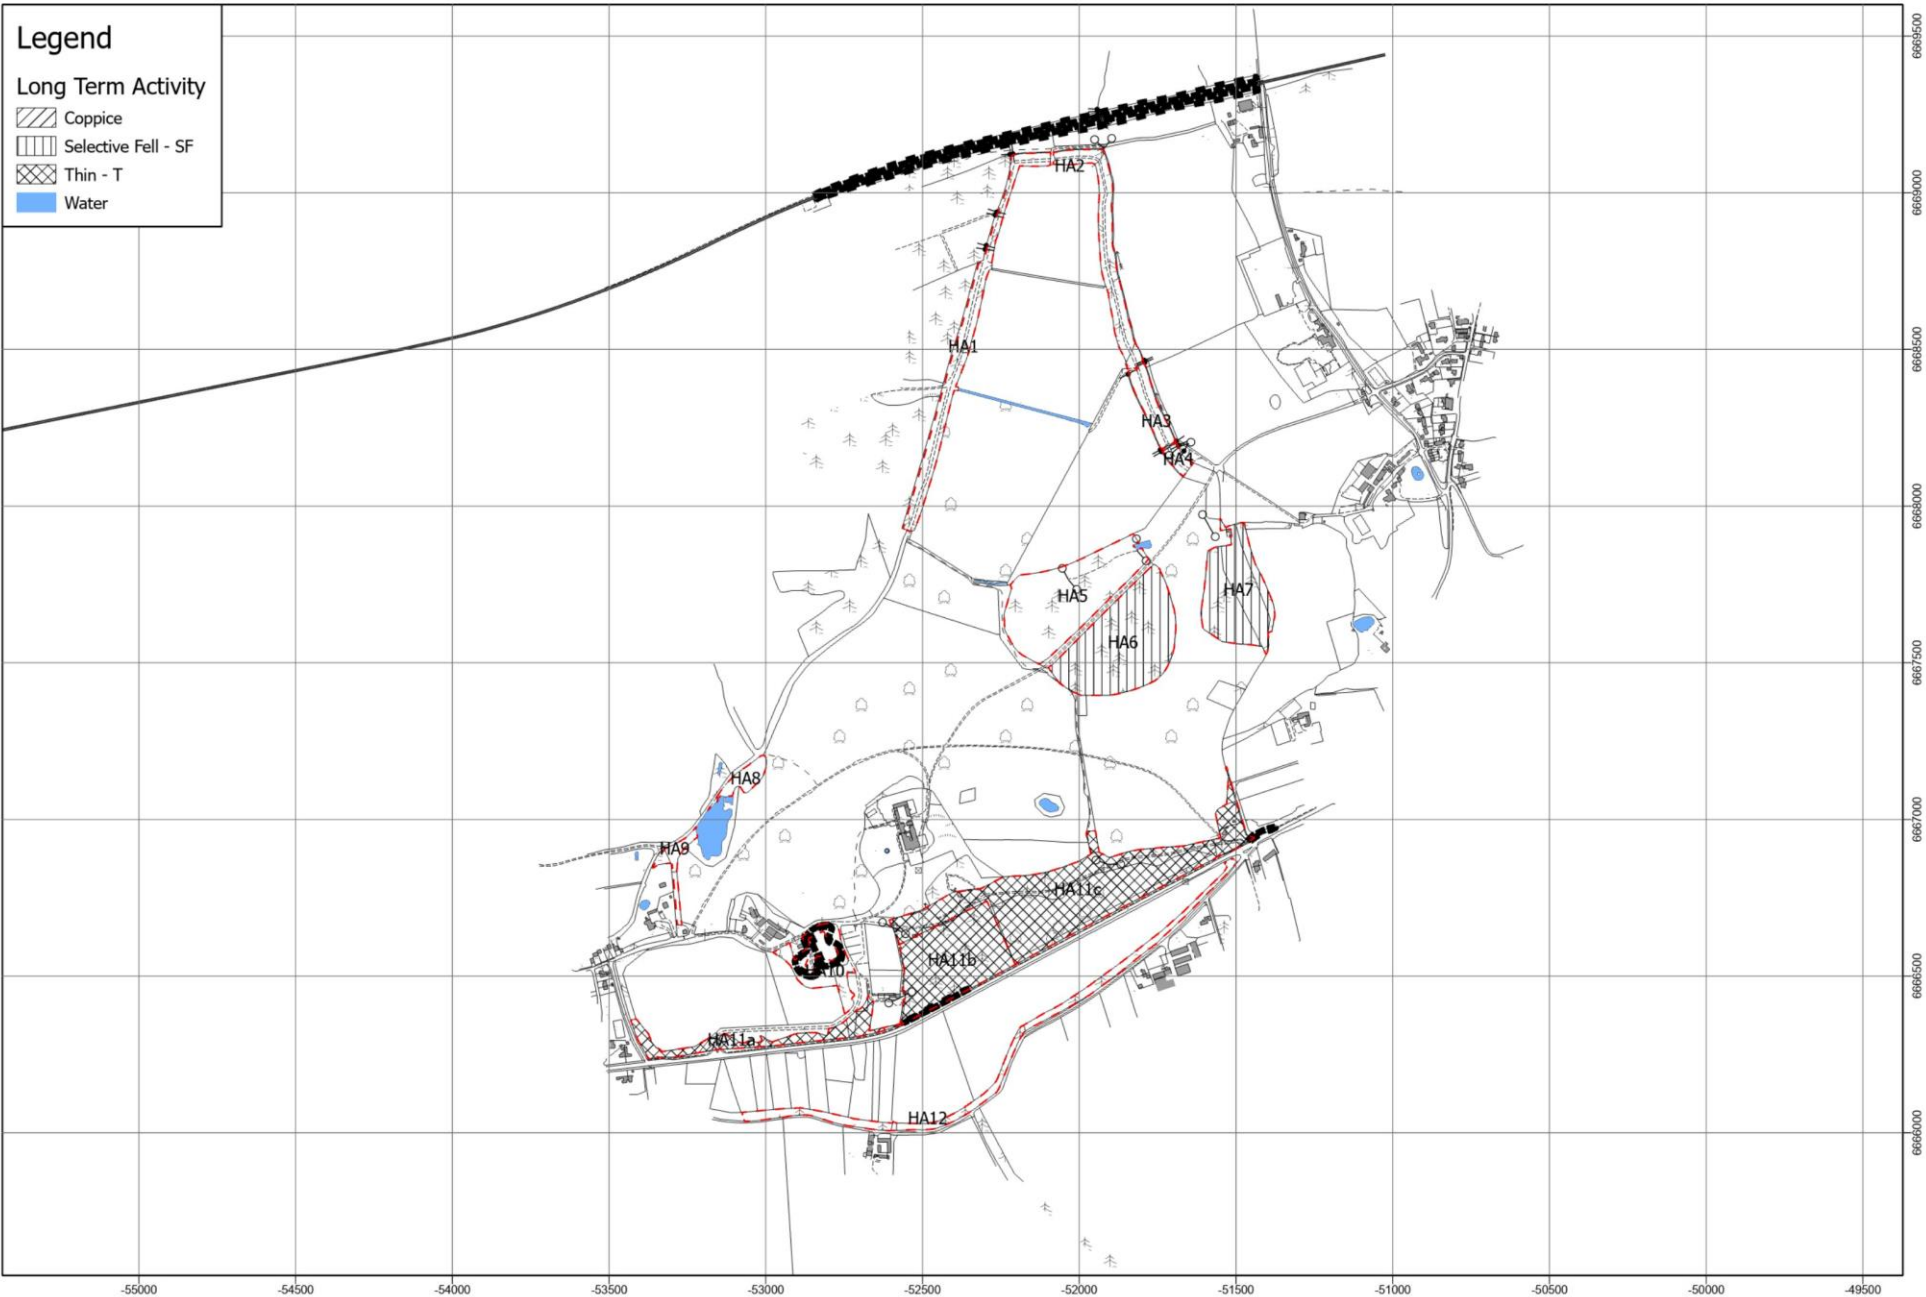 Legend
Long Term Activity
Coppice
Selective Fell - SF
Thin - T
Water
HA2
HA1
HA3
HA4
HA5
HA7
HA6
HA8
HA9
HA11c
HA11b
HA10
HA11a
HA12
6669500
6669000
6668500
6668000
6667500
6667000
6666500
6666000
-55000
-54500
-54000
-53500
-53000
-52500
-52000
-51500
-51000
-50500
-50000
-49500